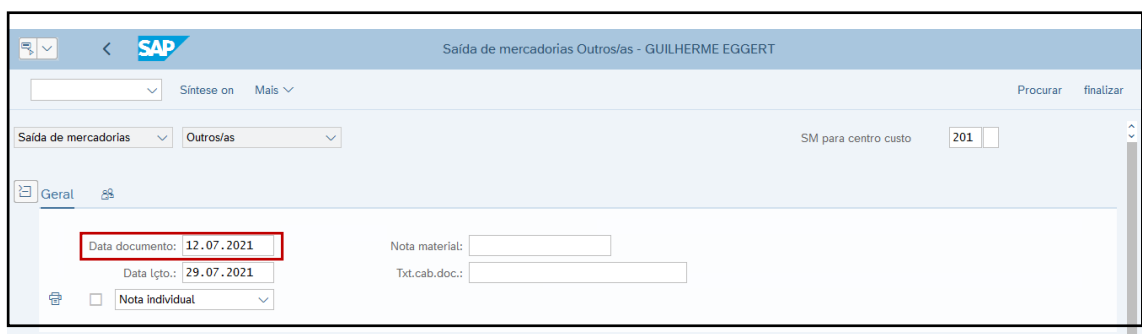 SAP Saída de mercadorias Outros/as - GUILHERME EGGERT
Síntese on Mais Procurar finalizar
Saída de mercadorias Outros/as SM para centro custo 201
Geral
Data documento: 12.07.2021 Nota material:
Data lçto.: 29.07.2021 Txt.cab.doc.:
Nota individual